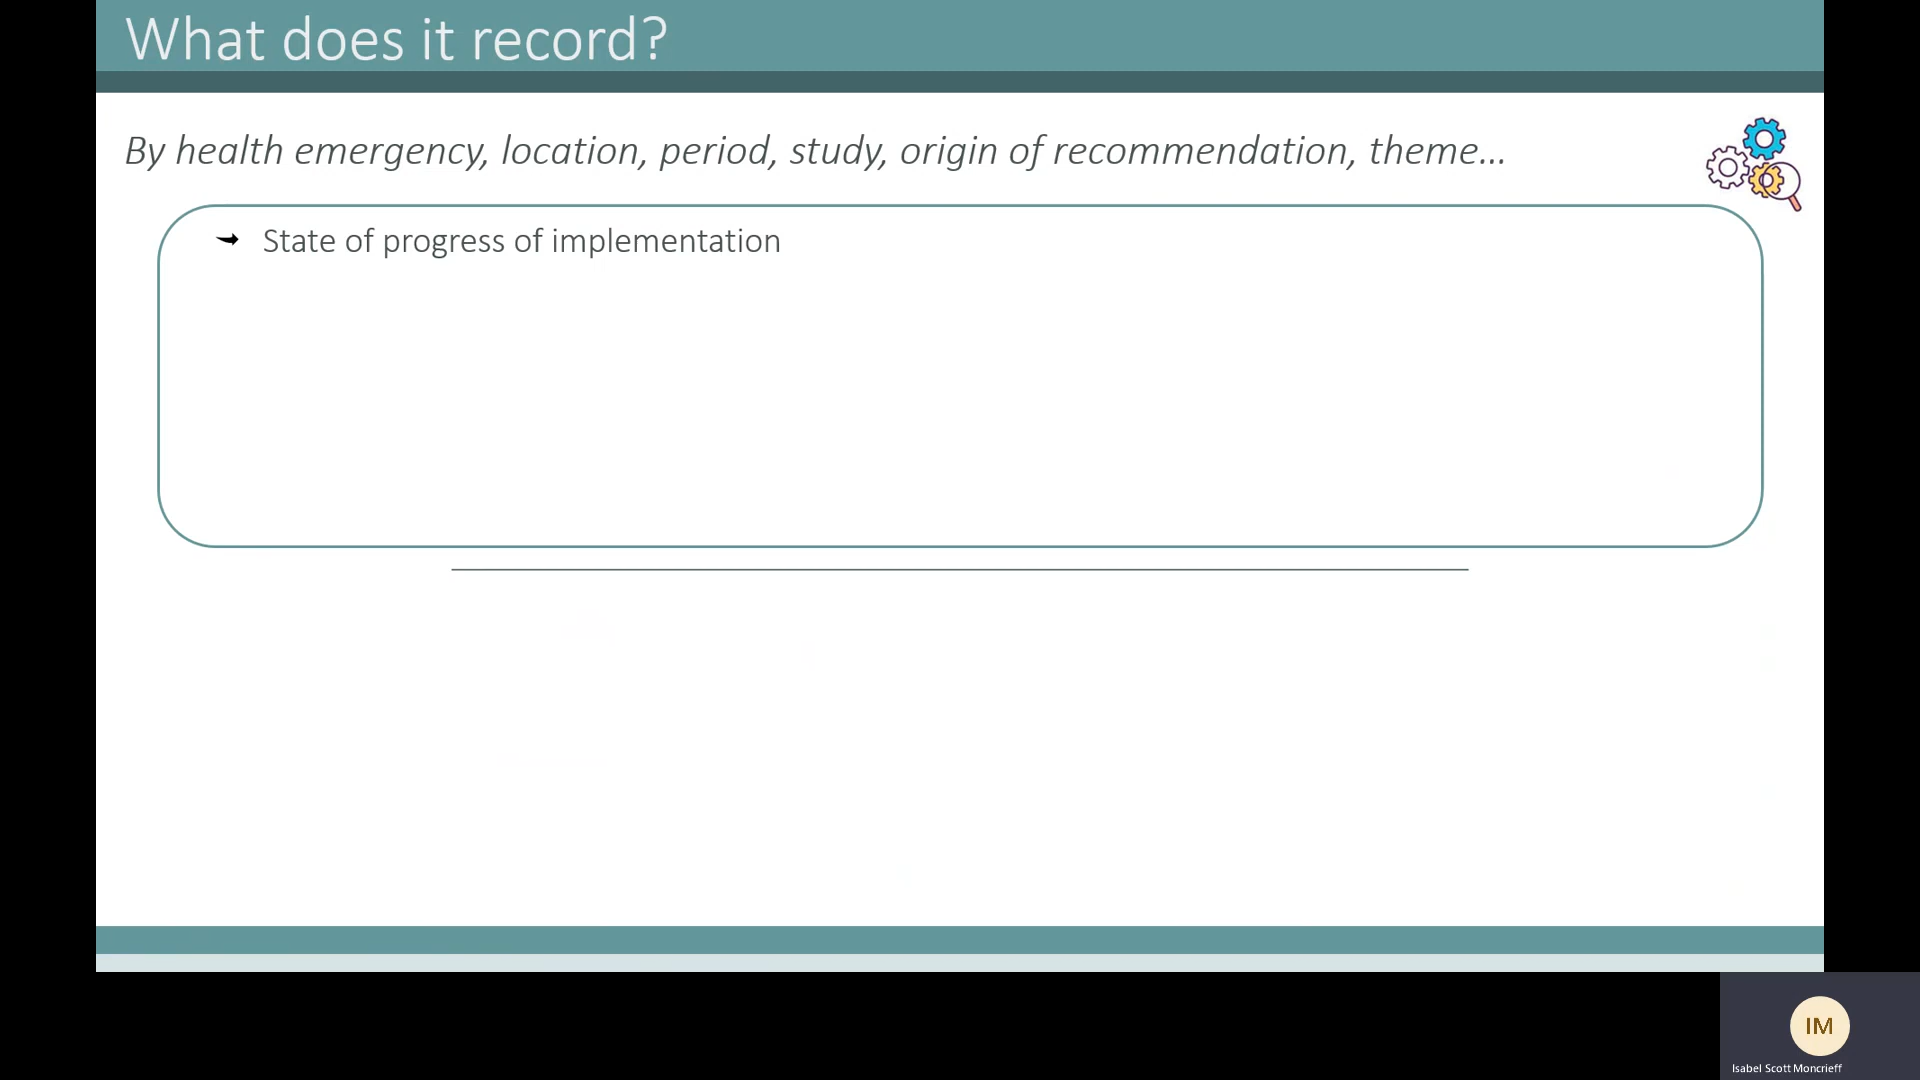 What does it record?
By health emergency, location, period, study, origin of recommendation, theme...
State of progress of implementation
IM
Isabel Scott Moncrieff